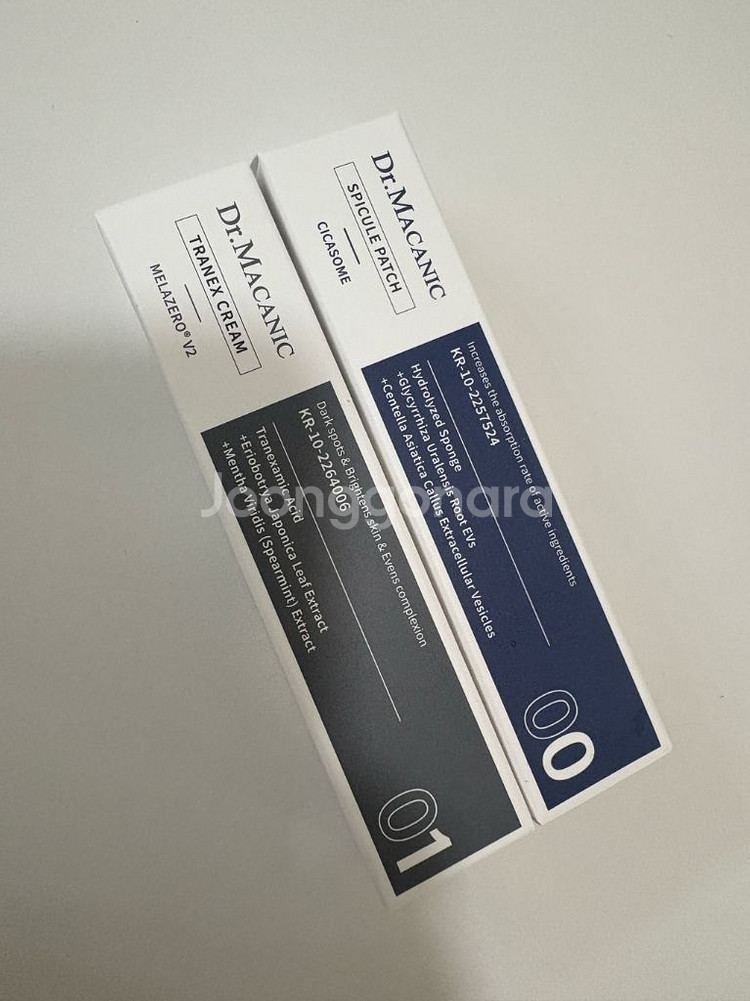 Dr.MACANIC
TRANEX CREAM
MELAZERO® V2
Dark spots & Brightens skin & Evens complexion
KR-10-2264006
Tranexamic Acid
+Eriobotria Japonica Leaf Extract
+Mentha Viridis (Spearmint) Extract
01
Dr.MACANIC
SPICULE PATCH
CICASOME
Increases the absorption rate of active ingredients
KR-10-2257524
Hydrolyzed Sponge
+Glycyrrhiza Uralensis Root EVs
+Centella Asiatica Callus Extracellular Vesicles
00
Joonggonara